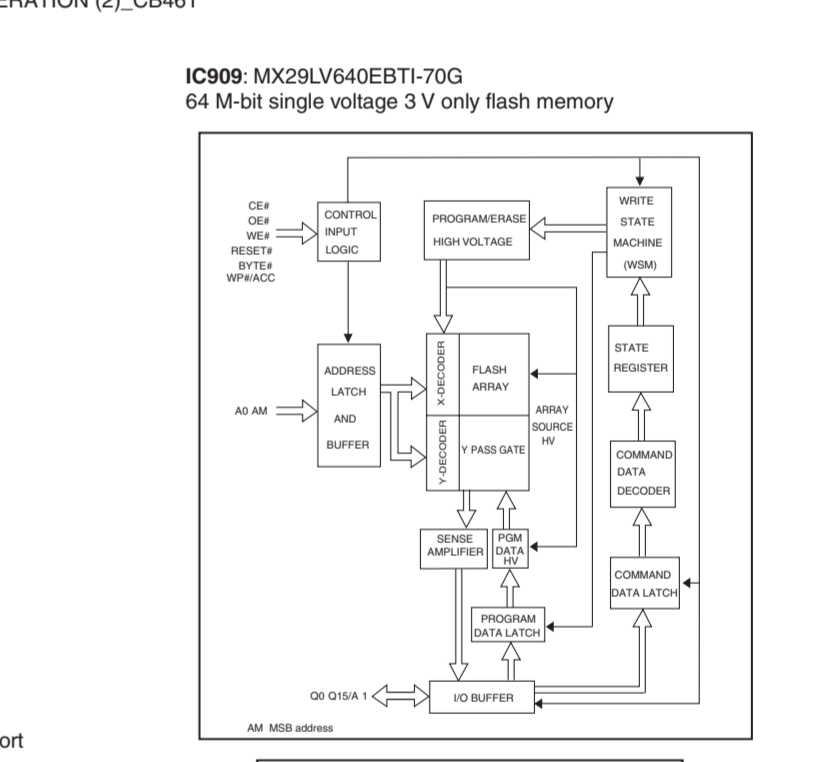 ERATION (2)_CB461
IC909: MX29LV640EBTI-70G
64 M-bit single voltage 3 V only flash memory
CE#
OE#
WE#
RESET#
BYTE#
WP#/ACC
CONTROL
INPUT
LOGIC
PROGRAM/ERASE
HIGH VOLTAGE
WRITE
STATE
MACHINE
(WSM)
STATE
REGISTER
ADDRESS
LATCH
AND
BUFFER
A0 AM
X-DECODER
FLASH
ARRAY
Y-DECODER
Y PASS GATE
ARRAY
SOURCE
HV
COMMAND
DATA
DECODER
SENSE
AMPLIFIER
PGM
DATA
HV
COMMAND
DATA LATCH
PROGRAM
DATA LATCH
Q0 Q15/A 1
I/O BUFFER
AM MSB address
ort